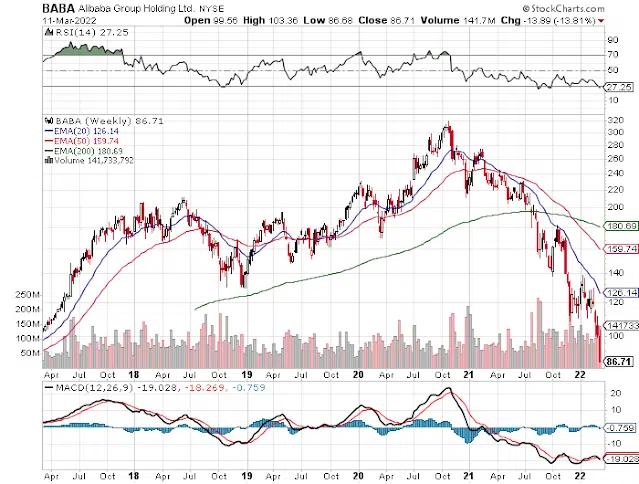 BABA Alibaba Group Holding Ltd. NYSE © StockCharts.com
11-Mar-2022 Open 99.56 High 103.36 Low 86.68 Close 86.71 Volume 141.7M Chg -13.89 (-13.81%)
RSI(14) 27.25
90
70
50
27.25
10
BABA (Weekly) 86.71
EMA(20) 126.14
EMA(50) 159.74
EMA(200) 180.69
Volume 141,733,792
320
300
280
260
240
220
200
180.69
159.74
126.14
120
141733
100
86.71
250M
200M
150M
100M
50M
Apr Jul Oct 18 Apr Jul Oct 19 Apr Jul Oct 20 Apr Jul Oct 21 Apr Jul Oct 22
MACD(12,26,9) -19.028, -18.269, -0.759
20
10
-0.759
-10
-19.028
Apr Jul Oct 18 Apr Jul Oct 19 Apr Jul Oct 20 Apr Jul Oct 21 Apr Jul Oct 22